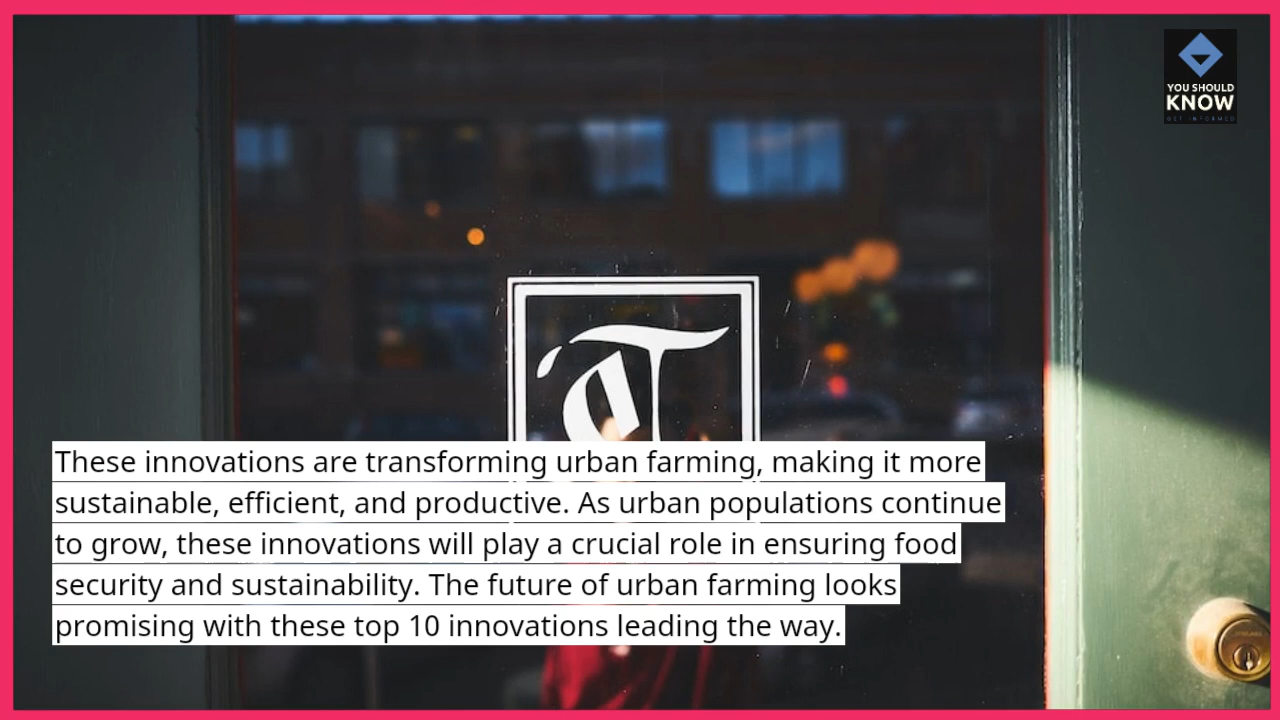 YOU SHOULD
KNOW
GET INFORMED
These innovations are transforming urban farming, making it more
sustainable, efficient, and productive. As urban populations continue
to grow, these innovations will play a crucial role in ensuring food
security and sustainability. The future of urban farming looks
promising with these top 10 innovations leading the way.